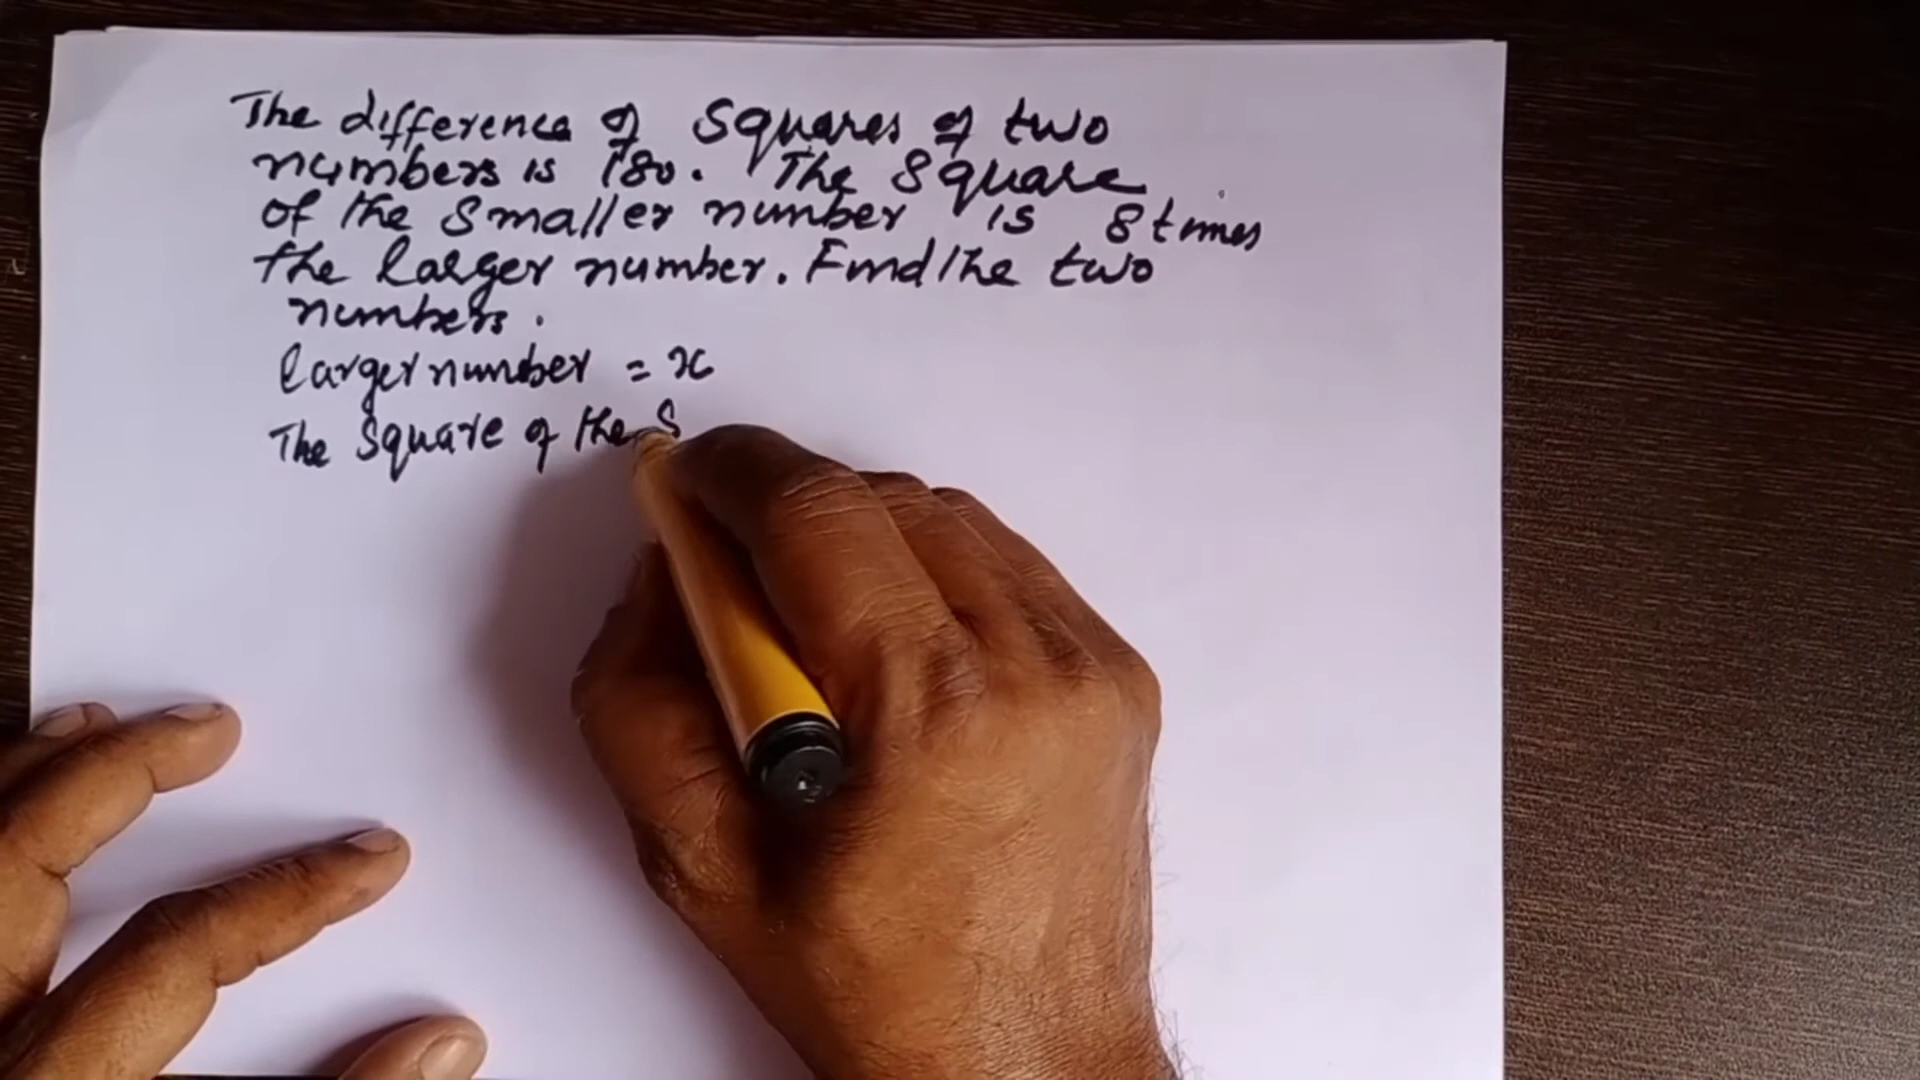 The difference of squares of two
numbers is 180. The square
of the smaller number is 8 times
the larger number. Find the two
numbers.
larger number = x
The square of the s